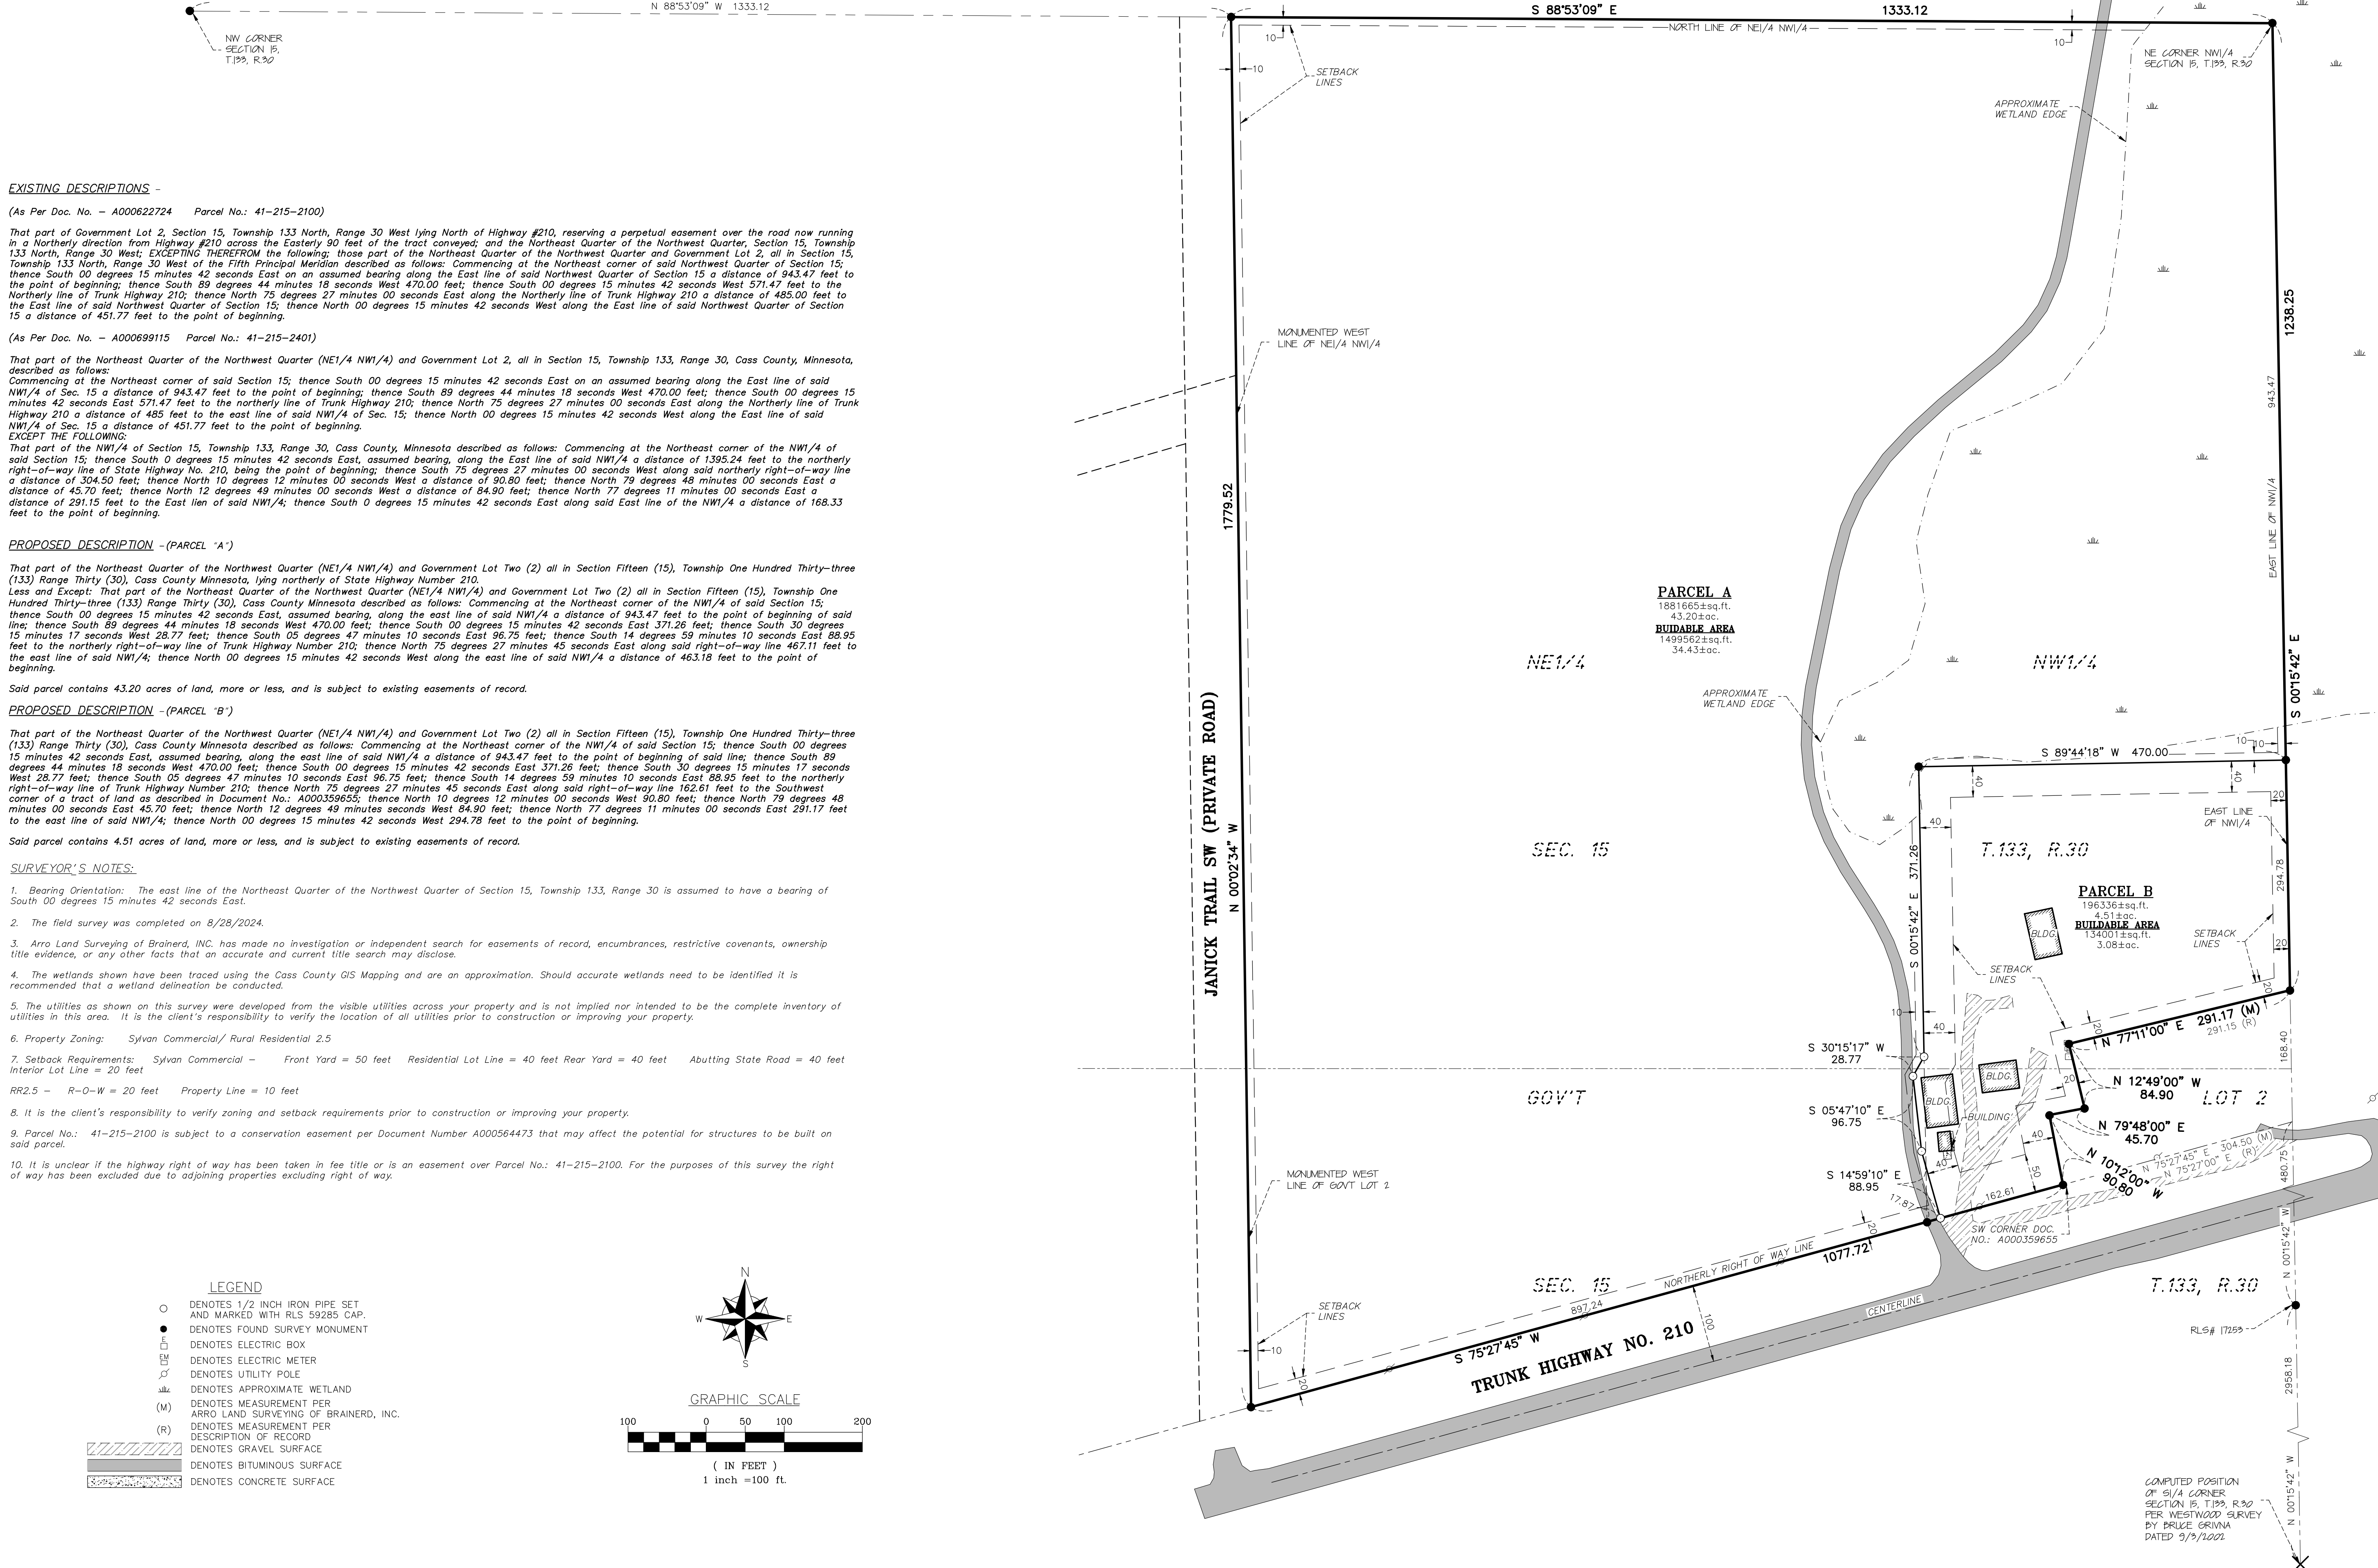 N 88°53'09" W   1333.12
NW CORNER
SECTION 15,
T.133, R.30
EXISTING DESCRIPTIONS -
(As Per Doc. No. - A000622724    Parcel No.: 41-215-2100)
That part of Government Lot 2, Section 15, Township 133 North, Range 30 West lying North of Highway #210, reserving a perpetual easement over the road now running
in a Northerly direction from Highway #210 across the Easterly 90 feet of the tract conveyed; and the Northeast Quarter of the Northwest Quarter, Section 15, Township
133 North, Range 30 West; EXCEPTING THEREFROM the following; those part of the Northeast Quarter of the Northwest Quarter and Government Lot 2, all in Section 15,
Township 133 North, Range 30 West of the Fifth Principal Meridian described as follows: Commencing at the Northeast corner of said Northwest Quarter of Section 15;
thence South 00 degrees 15 minutes 42 seconds East on an assumed bearing along the East line of said Northwest Quarter of Section 15 a distance of 943.47 feet to
the point of beginning; thence South 89 degrees 44 minutes 18 seconds West 470.00 feet; thence South 00 degrees 15 minutes 42 seconds West 571.47 feet to the
Northerly line of Trunk Highway 210; thence North 75 degrees 27 minutes 00 seconds East along the Northerly line of Trunk Highway 210 a distance of 485.00 feet to
the East line of said Northwest Quarter of Section 15; thence North 00 degrees 15 minutes 42 seconds West along the East line of said Northwest Quarter of Section
15 a distance of 451.77 feet to the point of beginning.
(As Per Doc. No. - A000699115   Parcel No.: 41-215-2401)
That part of the Northeast Quarter of the Northwest Quarter (NE1/4 NW1/4) and Government Lot 2, all in Section 15, Township 133, Range 30, Cass County, Minnesota,
described as follows:
Commencing at the Northeast corner of said Section 15; thence South 00 degrees 15 minutes 42 seconds East on an assumed bearing along the East line of said
NW1/4 of Sec. 15 a distance of 943.47 feet to the point of beginning; thence South 89 degrees 44 minutes 18 seconds West 470.00 feet; thence South 00 degrees 15
minutes 42 seconds East 571.47 feet to the northerly line of Trunk Highway 210; thence North 75 degrees 27 minutes 00 seconds East along the Northerly line of Trunk
Highway 210 a distance of 485 feet to the east line of said NW1/4 of Sec. 15; thence North 00 degrees 15 minutes 42 seconds West along the East line of said
NW1/4 of Sec. 15 a distance of 451.77 feet to the point of beginning.
EXCEPT THE FOLLOWING:
That part of the NW1/4 of Section 15, Township 133, Range 30, Cass County, Minnesota described as follows: Commencing at the Northeast corner of the NW1/4 of
said Section 15; thence South 0 degrees 15 minutes 42 seconds East, assumed bearing, along the East line of said NW1/4 a distance of 1395.24 feet to the northerly
right-of-way line of State Highway No. 210, being the point of beginning; thence South 75 degrees 27 minutes 00 seconds West along said northerly right-of-way line
a distance of 304.50 feet; thence North 10 degrees 12 minutes 00 seconds West a distance of 90.80 feet; thence North 79 degrees 48 minutes 00 seconds East a
distance of 45.70 feet; thence North 12 degrees 49 minutes 00 seconds West a distance of 84.90 feet; thence North 77 degrees 11 minutes 00 seconds East a
distance of 291.15 feet to the East lien of said NW1/4; thence South 0 degrees 15 minutes 42 seconds East along said East line of the NW1/4 a distance of 168.33
feet to the point of beginning.
PROPOSED DESCRIPTION -(PARCEL "A")
That part of the Northeast Quarter of the Northwest Quarter (NE1/4 NW1/4) and Government Lot Two (2) all in Section Fifteen (15), Township One Hundred Thirty-three
(133) Range Thirty (30), Cass County Minnesota, lying northerly of State Highway Number 210.
Less and Except: That part of the Northeast Quarter of the Northwest Quarter (NE1/4 NW1/4) and Government Lot Two (2) all in Section Fifteen (15), Township One
Hundred Thirty-three (133) Range Thirty (30), Cass County Minnesota described as follows: Commencing at the Northeast corner of the NW1/4 of said Section 15;
thence South 00 degrees 15 minutes 42 seconds East, assumed bearing, along the east line of said NW1/4 a distance of 943.47 feet to the point of beginning of said
line; thence South 89 degrees 44 minutes 18 seconds West 470.00 feet; thence South 00 degrees 15 minutes 42 seconds East 371.26 feet; thence South 30 degrees
15 minutes 17 seconds West 28.77 feet; thence South 05 degrees 47 minutes 10 seconds East 96.75 feet; thence South 14 degrees 59 minutes 10 seconds East 88.95
feet to the northerly right-of-way line of Trunk Highway Number 210; thence North 75 degrees 27 minutes 45 seconds East along said right-of-way line 467.11 feet to
the east line of said NW1/4; thence North 00 degrees 15 minutes 42 seconds West along the east line of said NW1/4 a distance of 463.18 feet to the point of
beginning.
Said parcel contains 43.20 acres of land, more or less, and is subject to existing easements of record.
PROPOSED DESCRIPTION -(PARCEL "B")
That part of the Northeast Quarter of the Northwest Quarter (NE1/4 NW1/4) and Government Lot Two (2) all in Section Fifteen (15), Township One Hundred Thirty-three
(133) Range Thirty (30), Cass County Minnesota described as follows: Commencing at the Northeast corner of the NW1/4 of said Section 15; thence South 00 degrees
15 minutes 42 seconds East, assumed bearing, along the east line of said NW1/4 a distance of 943.47 feet to the point of beginning of said line; thence South 89
degrees 44 minutes 18 seconds West 470.00 feet; thence South 00 degrees 15 minutes 42 seconds East 371.26 feet; thence South 30 degrees 15 minutes 17 seconds
West 28.77 feet; thence South 05 degrees 47 minutes 10 seconds East 96.75 feet; thence South 14 degrees 59 minutes 10 seconds East 88.95 feet to the northerly
right-of-way line of Trunk Highway Number 210; thence North 75 degrees 27 minutes 45 seconds East along said right-of-way line 162.61 feet to the Southwest
corner of a tract of land as described in Document No.: A000359655; thence North 10 degrees 12 minutes 00 seconds West 90.80 feet; thence North 79 degrees 48
minutes 00 seconds East 45.70 feet; thence North 12 degrees 49 minutes seconds West 84.90 feet; thence North 77 degrees 11 minutes 00 seconds East 291.17 feet
to the east line of said NW1/4; thence North 00 degrees 15 minutes 42 seconds West 294.78 feet to the point of beginning.
Said parcel contains 4.51 acres of land, more or less, and is subject to existing easements of record.
SURVEYOR'S NOTES:
1.  Bearing Orientation:   The east line of the Northeast Quarter of the Northwest Quarter of Section 15, Township 133, Range 30 is assumed to have a bearing of
South 00 degrees 15 minutes 42 seconds East.
2.   The field survey was completed on 8/28/2024.
3.   Arro Land Surveying of Brainerd, INC. has made no investigation or independent search for easements of record, encumbrances, restrictive covenants, ownership
title evidence, or any other facts that an accurate and current title search may disclose.
4.   The wetlands shown have been traced using the Cass County GIS Mapping and are an approximation. Should accurate wetlands need to be identified it is
recommended that a wetland delineation be conducted.
5. The utilities as shown on this survey were developed from the visible utilities across your property and is not implied nor intended to be the complete inventory of
utilities in this area.  It is the client's responsibility to verify the location of all utilities prior to construction or improving your property.
6. Property Zoning:     Sylvan Commercial/ Rural Residential 2.5
7. Setback Requirements:    Sylvan Commercial -      Front Yard = 50 feet    Residential Lot Line = 40 feet Rear Yard = 40 feet     Abutting State Road = 40 feet
Interior Lot Line = 20 feet
RR2.5 -    R-O-W = 20 feet     Property Line = 10 feet
8. It is the client's responsibility to verify zoning and setback requirements prior to construction or improving your property.
9. Parcel No.:   41-215-2100 is subject to a conservation easement per Document Number A000564473 that may affect the potential for structures to be built on
said parcel.
10. It is unclear if the highway right of way has been taken in fee title or is an easement over Parcel No.: 41-215-2100. For the purposes of this survey the right
of way has been excluded due to adjoining properties excluding right of way.
LEGEND
DENOTES 1/2 INCH IRON PIPE SET
AND MARKED WITH RLS 59285 CAP.
DENOTES FOUND SURVEY MONUMENT
E
DENOTES ELECTRIC BOX
EM
DENOTES ELECTRIC METER
DENOTES UTILITY POLE
DENOTES APPROXIMATE WETLAND
(M)
DENOTES MEASUREMENT PER
ARRO LAND SURVEYING OF BRAINERD, INC.
(R)
DENOTES MEASUREMENT PER
DESCRIPTION OF RECORD
DENOTES GRAVEL SURFACE
DENOTES BITUMINOUS SURFACE
DENOTES CONCRETE SURFACE
N
W
E
S
GRAPHIC SCALE
100 0 50 100 200
( IN FEET )
1 inch =100 ft.
S 88°53'09" E
1333.12
NORTH LINE OF NE1/4 NW1/4
10
10
10
SETBACK
LINES
NE CORNER NW1/4
SECTION 15, T.133, R.30
APPROXIMATE
WETLAND EDGE
MONUMENTED WEST
LINE OF NE1/4 NW1/4
1779.52
N 00°02'34" W
JANICK TRAIL SW (PRIVATE ROAD)
1238.25
943.47
EAST LINE OF NW1/4
S 00°15'42" E
PARCEL A
1881665±sq.ft.
43.20±ac.
BUIDABLE AREA
1499562±sq.ft.
34.43±ac.
NE1/4
NW1/4
APPROXIMATE
WETLAND EDGE
S 89°44'18" W   470.00
10
10
40
40
20
40
EAST LINE
OF NW1/4
SEC. 15
T.133, R.30
S 00°15'42" E   371.26
294.78
PARCEL B
196336±sq.ft.
4.51±ac.
BUILDABLE AREA
134001±sq.ft.
3.08±ac.
BLDG.
SETBACK
LINES
20
SETBACK
LINES
20
10
40
20
N 77°11'00" E   291.17 (M)
291.15 (R)
S 30°15'17" W
28.77
168.40
BLDG.
BLDG.
BUILDING
20
N 12°49'00" W
84.90
GOV'T
LOT 2
S 05°47'10" E
96.75
N 79°48'00" E
45.70
40
N 75°27'45" E   304.50 (M)
N 75°27'00" E   (R)
N 10°12'00" W
90.80
480.75
40
50
S 14°59'10" E
88.95
17.87
162.61
MONUMENTED WEST
LINE OF GOVT LOT 2
SW CORNER DOC.
NO.: A000359655
20
NORTHERLY RIGHT OF WAY LINE
1077.72
SEC. 15
T.133, R.30
N 00°15'42" W
SETBACK
LINES
897.24
100
CENTERLINE
RLS# 17253
10
20
S 75°27'45" W
TRUNK HIGHWAY NO. 210
2958.18
N 00°15'42" W
COMPUTED POSITION
OF S1/4 CORNER
SECTION 15, T.133, R.30
PER WESTWOOD SURVEY
BY BRUCE GRIVNA
DATED 9/3/2002